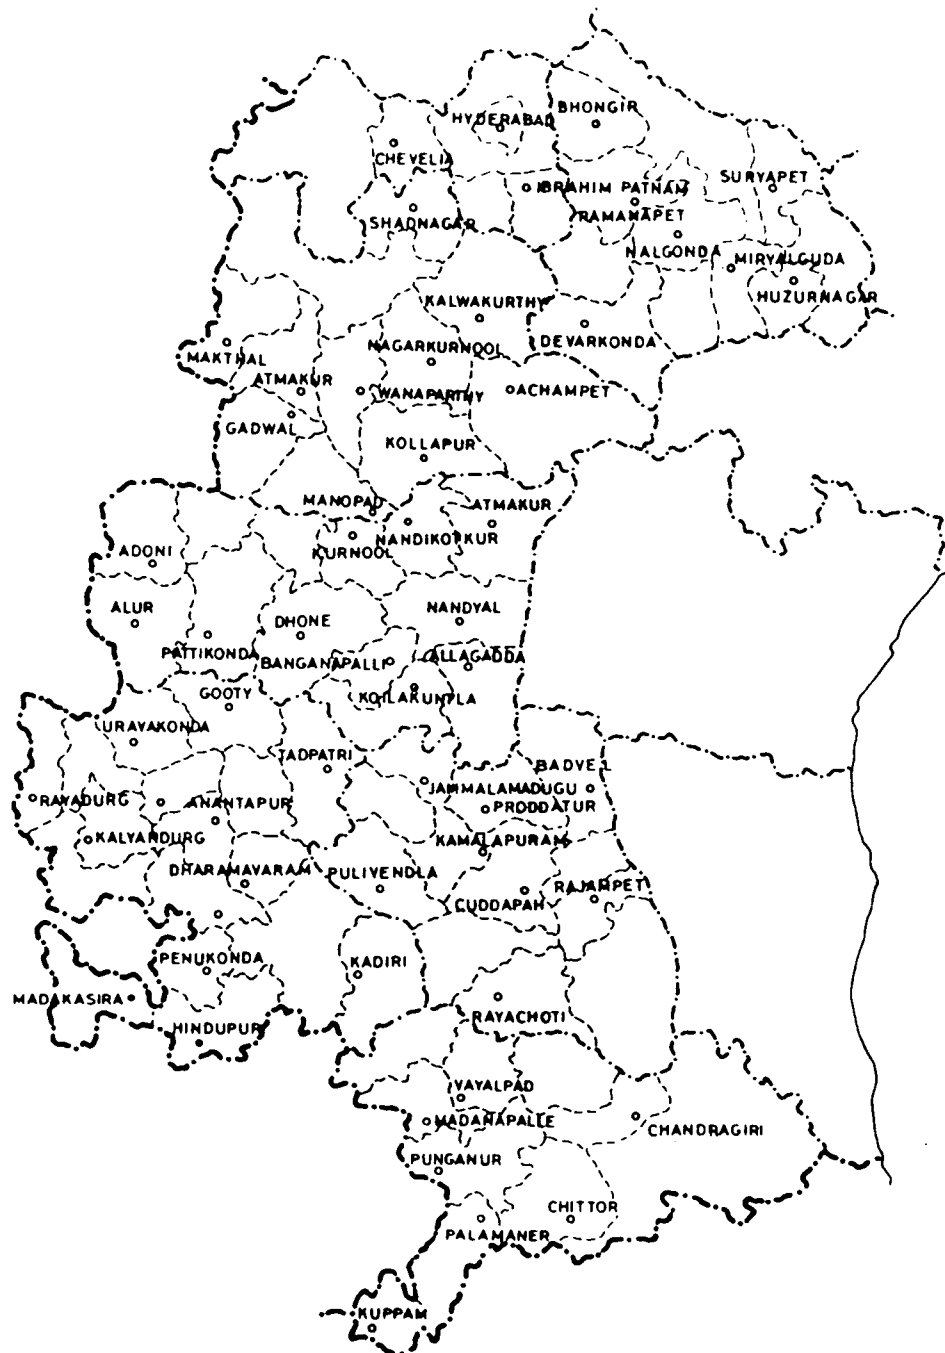 BHONGIR
HYDERABAD
CHEVELLA
IBRAHIM PATNAM
SURYAPET
SHADNAGAR
RAMANAPET
NALGONDA
MIRYALGUDA
HUZURNAGAR
KALWAKURTHY
DEVARKONDA
NAGARKURNOOL
MAKTHAL
ATMAKUR
WANAPARTHY
ACHAMPET
GADWAL
KOLLAPUR
MANOPAD
ATMAKUR
NANDIKOTKUR
KURNOOL
ADONI
ALUR
NANDYAL
DHONE
PATTIKONDA
BANGANAPALLI
ALLAGADDA
GOOTY
KOILAKUNTLA
URAVAKONDA
TADPATRI
BADVEL
JAMMALAMADUGU
RAYADURG
ANANTAPUR
PRODDATUR
KALYANDURG
KAMALAPURAM
DHARAMAVARAM
PULIVENDLA
RAJAMPET
CUDDAPAH
PENUKONDA
KADIRI
MADAKASIRA
RAYACHOTI
HINDUPUR
VAYALPAD
MADANAPALLE
CHANDRAGIRI
PUNGANUR
CHITTOR
PALAMANER
KUPPAM